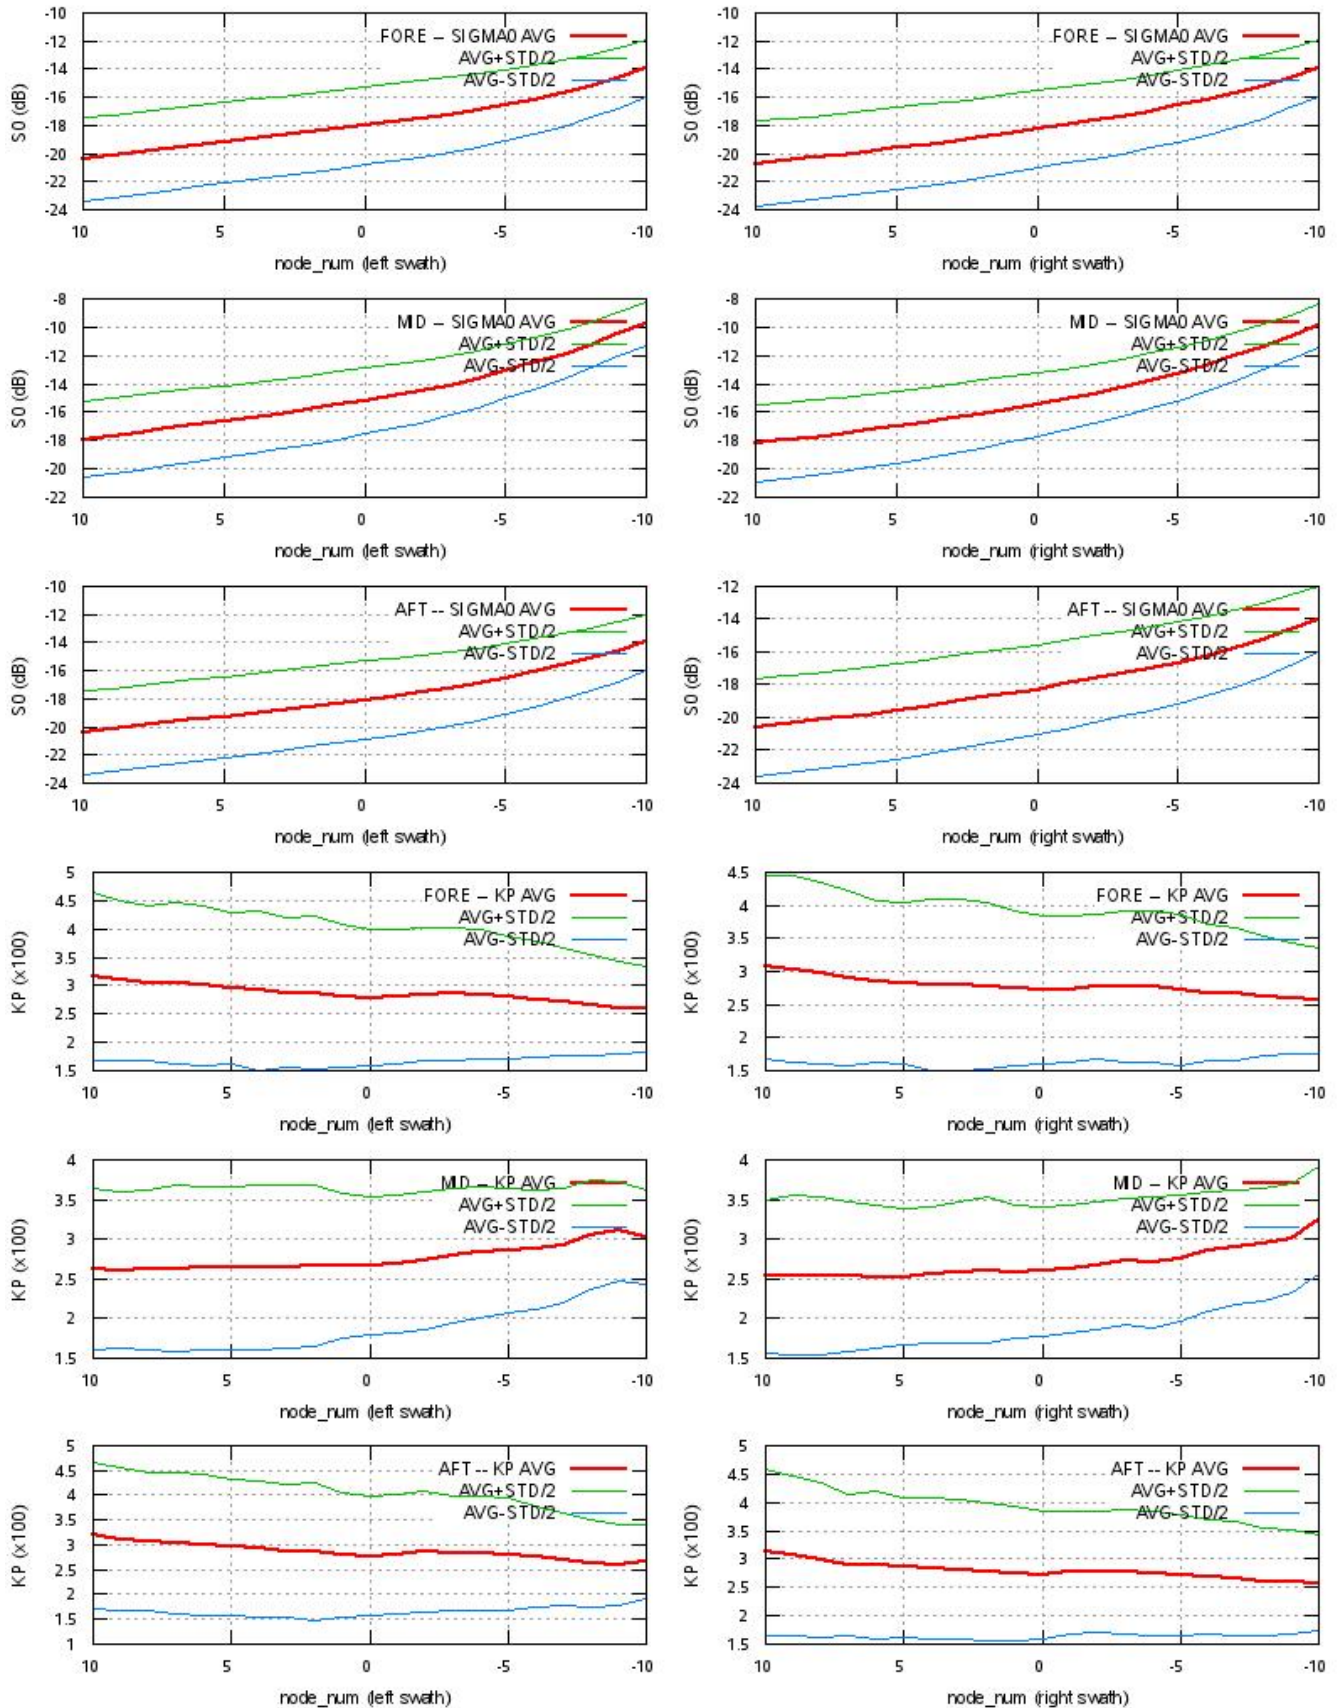 -10
-12
-14
-16
-18
-20
-22
-24
S0 (dB)
FORE -- SIGMA0 AVG
AVG+STD/2
AVG-STD/2
10 5 0 -5 -10
node_num (left swath)
-10
-12
-14
-16
-18
-20
-22
-24
S0 (dB)
FORE -- SIGMA0 AVG
AVG+STD/2
AVG-STD/2
10 5 0 -5 -10
node_num (right swath)
-8
-10
-12
-14
-16
-18
-20
-22
S0 (dB)
MID -- SIGMA0 AVG
AVG+STD/2
AVG-STD/2
10 5 0 -5 -10
node_num (left swath)
-8
-10
-12
-14
-16
-18
-20
-22
S0 (dB)
MID -- SIGMA0 AVG
AVG+STD/2
AVG-STD/2
10 5 0 -5 -10
node_num (right swath)
-10
-12
-14
-16
-18
-20
-22
-24
S0 (dB)
AFT -- SIGMA0 AVG
AVG+STD/2
AVG-STD/2
10 5 0 -5 -10
node_num (left swath)
-12
-14
-16
-18
-20
-22
-24
S0 (dB)
AFT -- SIGMA0 AVG
AVG+STD/2
AVG-STD/2
10 5 0 -5 -10
node_num (right swath)
5
4.5
4
3.5
3
2.5
2
1.5
KP (x100)
FORE -- KP AVG
AVG+STD/2
AVG-STD/2
10 5 0 -5 -10
node_num (left swath)
4.5
4
3.5
3
2.5
2
1.5
KP (x100)
FORE -- KP AVG
AVG+STD/2
AVG-STD/2
10 5 0 -5 -10
node_num (right swath)
4
3.5
3
2.5
2
1.5
KP (x100)
MID -- KP AVG
AVG+STD/2
AVG-STD/2
10 5 0 -5 -10
node_num (left swath)
4
3.5
3
2.5
2
1.5
KP (x100)
MID -- KP AVG
AVG+STD/2
AVG-STD/2
10 5 0 -5 -10
node_num (right swath)
5
4.5
4
3.5
3
2.5
2
1.5
1
KP (x100)
AFT -- KP AVG
AVG+STD/2
AVG-STD/2
10 5 0 -5 -10
node_num (left swath)
5
4.5
4
3.5
3
2.5
2
1.5
KP (x100)
AFT -- KP AVG
AVG+STD/2
AVG-STD/2
10 5 0 -5 -10
node_num (right swath)